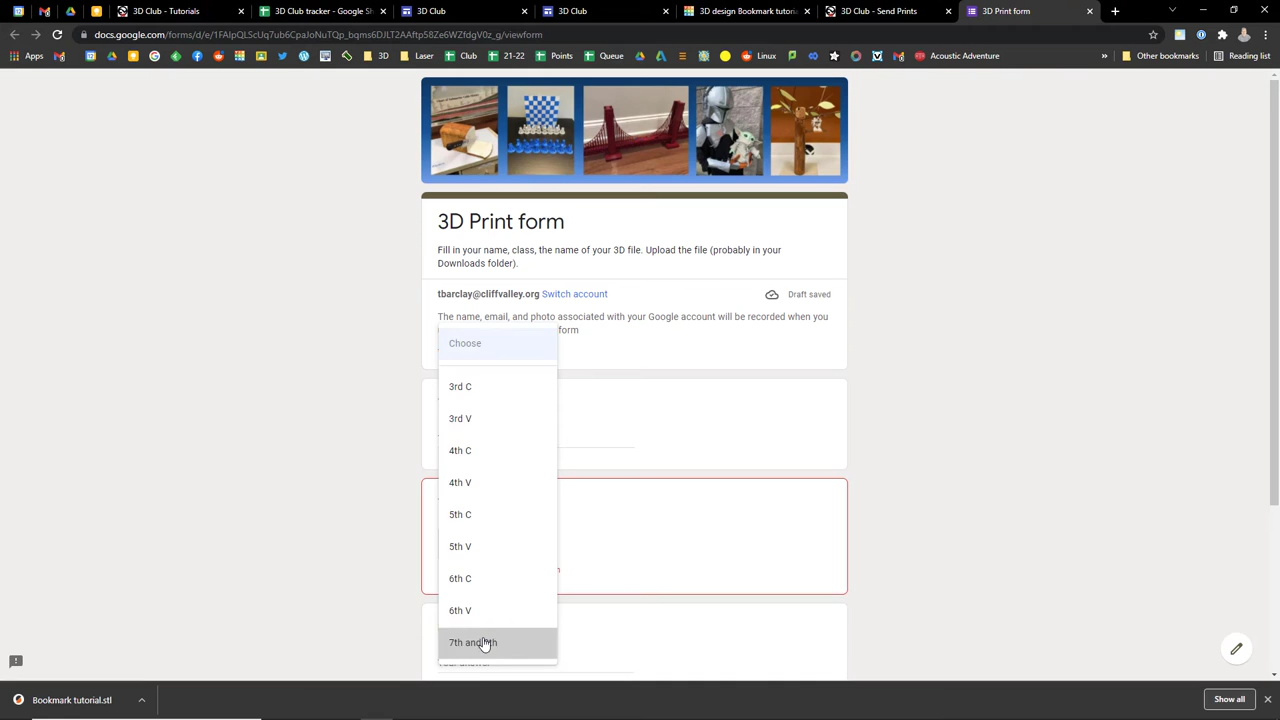 3D Club - Tutorials
3D Club tracker - Google Sh
3D Club
3D Club
3D design Bookmark tutoria
3D Club - Send Prints
3D Print form
docs.google.com/forms/d/e/1FAIpQLScUq7ub6CpaJoNuTQp_bqms6DJLT2AAftp58Ze6WZfdgV0z_g/viewform
Apps
3D
Laser
Club
21-22
Points
Queue
Linux
Acoustic Adventure
Other bookmarks
Reading list
3D Print form
Fill in your name, class, the name of your 3D file. Upload the file (probably in your
Downloads folder).
tbarclay@cliffvalley.org Switch account
Draft saved
The name, email, and photo associated with your Google account will be recorded when you
form
Choose
3rd C
3rd V
4th C
4th V
5th C
5th V
6th C
6th V
7th and
Bookmark tutorial.stl
Show all